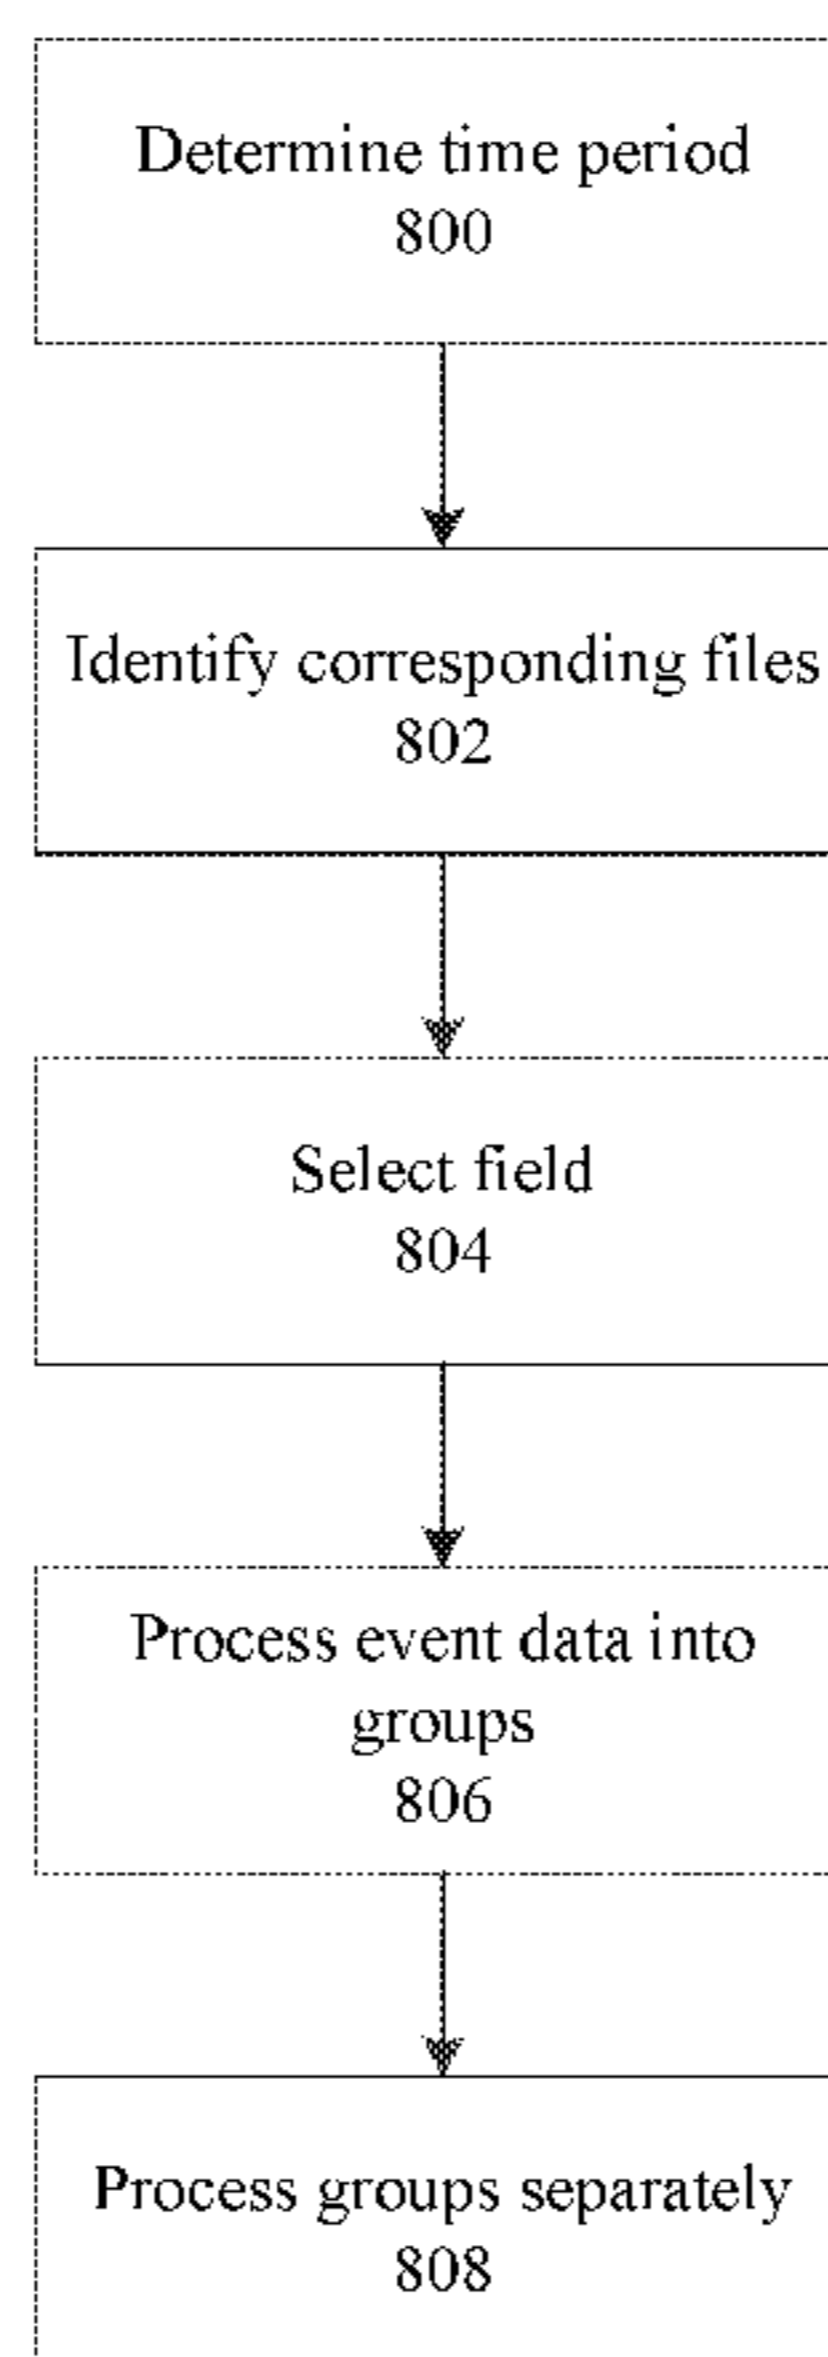 Determine time period
800
Identify corresponding files
802
Select field
804
Process event data into
groups
806
Process groups separately
808